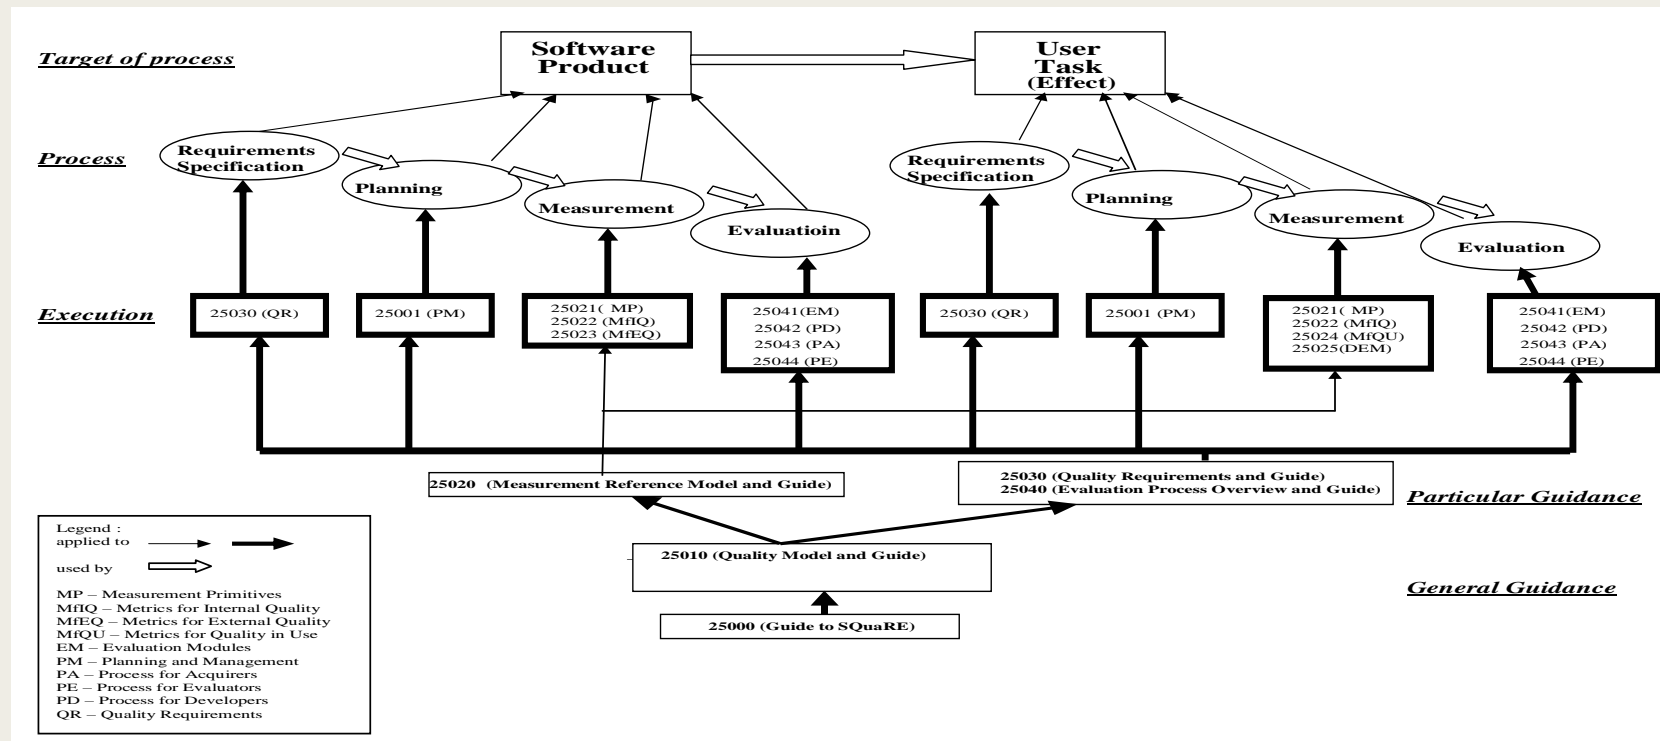 Target of process
Software
Product
User
Task
(Effect)
Process
Requirements
Specification
Planning
Measurement
Evaluatioin
Requirements
Specification
Planning
Measurement
Evaluation
Execution
25030 (QR)
25001 (PM)
25021( MP)
25022 (MfIQ)
25023 (MfEQ)
25041(EM)
25042 (PD)
25043 (PA)
25044 (PE)
25030 (QR)
25001 (PM)
25021( MP)
25022 (MfIQ)
25024 (MfQU)
25025(DEM)
25041(EM)
25042 (PD)
25043 (PA)
25044 (PE)
25020 (Measurement Reference Model and Guide)
25030 (Quality Requirements and Guide)
25040 (Evaluation Process Overview and Guide)
Particular Guidance
25010 (Quality Model and Guide)
General Guidance
25000 (Guide to SQuaRE)
Legend :
applied to
used by
MP – Measurement Primitives
MfIQ – Metrics for Internal Quality
MfEQ – Metrics for External Quality
MfQU – Metrics for Quality in Use
EM – Evaluation Modules
PM – Planning and Management
PA – Process for Acquirers
PE – Process for Evaluators
PD – Process for Developers
QR – Quality Requirements